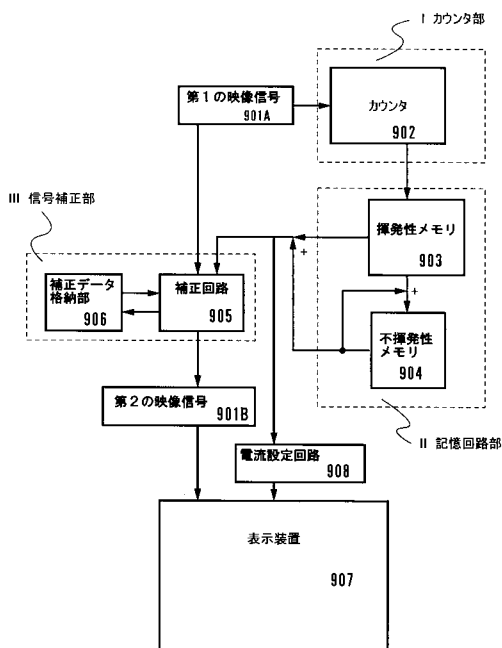 I カウンタ部
第1の映像信号
901A
カウンタ
902
III 信号補正部
揮発性メモリ
903
+
+
補正データ
格納部
906
補正回路
905
不揮発性
メモリ
904
第2の映像信号
901B
II 記憶回路部
電流設定回路
908
表示装置
907